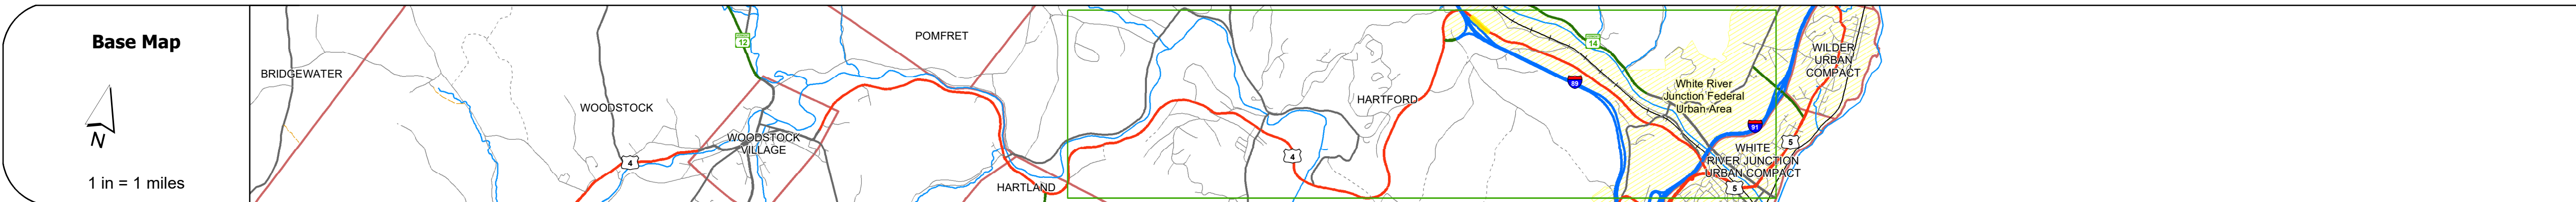 Base Map
N
1 in = 1 miles
BRIDGEWATER
WOODSTOCK
4
12
WOODSTOCK
VILLAGE
POMFRET
HARTLAND
4
HARTFORD
89
14
White River
Junction Federal
Urban Area
91
WILDER
URBAN
COMPACT
5
WHITE
RIVER JUNCTION
URBAN COMPACT
5